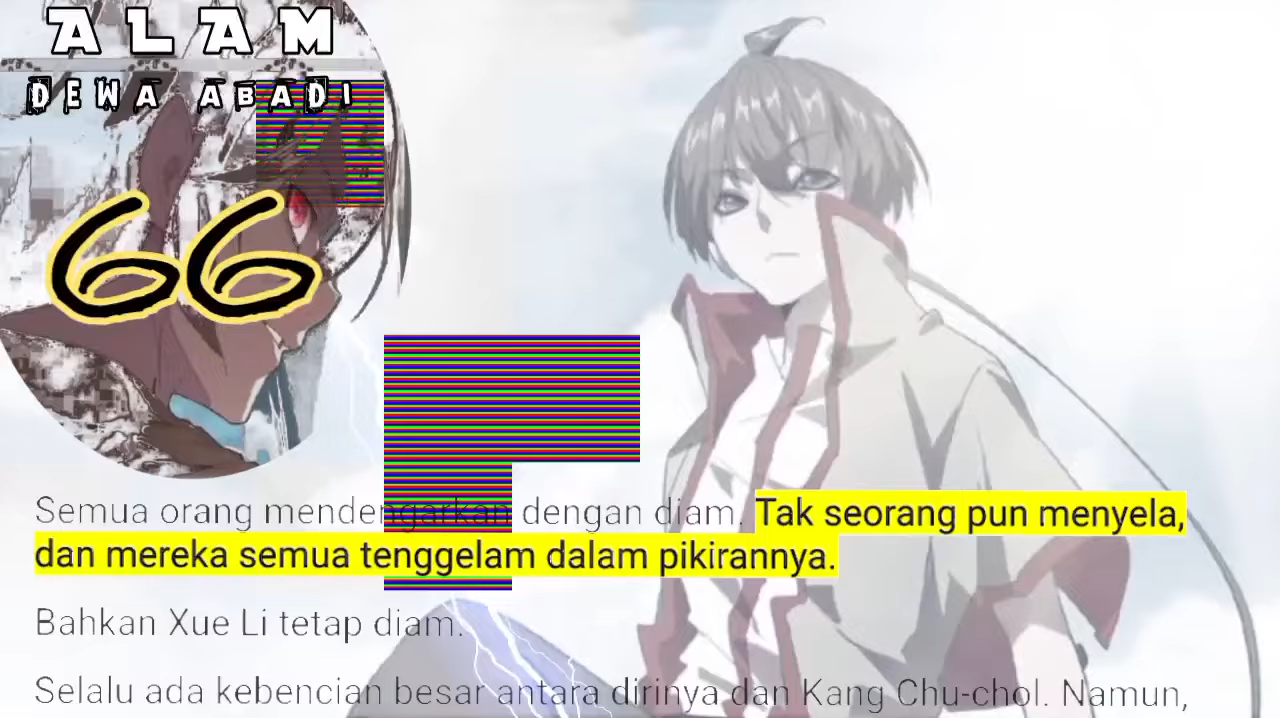 ALAM
DEWA ABADI
66
Semua orang mendengarkan dengan diam. Tak seorang pun menyela,
dan mereka semua tenggelam dalam pikirannya.
Bahkan Xue Li tetap diam.
Selalu ada kebencian besar antara dirinya dan Kang Chu-chol. Namun,